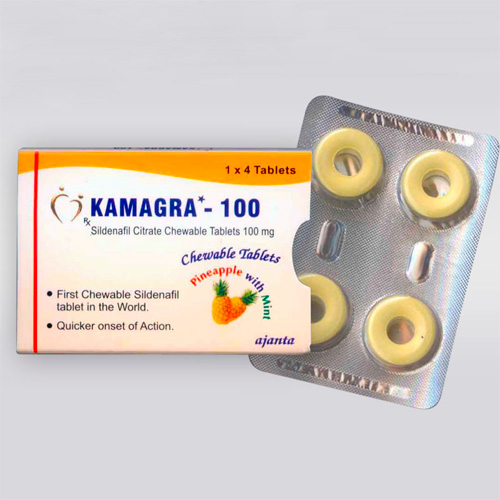 1 x 4 Tablets
KAMAGRA*- 100
Rx
Sildenafil Citrate Chewable Tablets 100 mg
Chewable Tablets
Pineapple with Mint
• First Chewable Sildenafil
tablet in the World.
• Quicker onset of Action.
ajanta